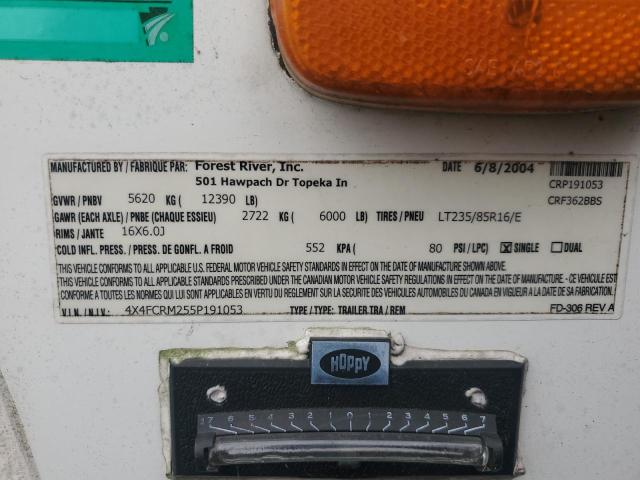 SAE
MANUFACTURED BY / FABRIQUE PAR: Forest River, Inc. DATE 6/8/2004
501 Hawpach Dr Topeka In CRP191053
GVWR / PNBV 5620 KG ( 12390 LB) CRF362BBS
GAWR (EACH AXLE) / PNBE (CHAQUE ESSIEU) 2722 KG ( 6000 LB) TIRES / PNEU LT235/85R16/E
RIMS / JANTE 16X6.0J
COLD INFL. PRESS. / PRESS. DE GONFL. A FROID 552 KPA ( 80 PSI / LPC) X SINGLE DUAL
THIS VEHICLE CONFORMS TO ALL APPLICABLE U.S. FEDERAL MOTOR VEHICLE SAFETY STANDARDS IN EFFECT ON THE DATE OF MANUFACTURE SHOWN ABOVE.
THIS VEHICLE CONFORMS TO ALL APPLICABLE STANDARDS PRESCRIBED UNDER THE CANADIAN MOTOR VEHICLE SAFETY REGULATIONS IN EFFECT ON THE DATE OF MANUFACTURE - CE VEHICULE EST
CONFORME A TOUTES LES NORMES QUI LUI SONT APPLICABLES EN VERTU DU REGLEMENT SUR LA SECURITE DES VEHICULES AUTOMOBILES DU CANADA EN VIGUEUR A LA DATE DE SA FABRICATION.
V.I.N. / N.I.V.: 4X4FCRM255P191053 TYPE / TYPE: TRAILER TRA / REM FD-306 REV A
HOPPY
7 6 5 4 3 2 1 0 1 2 3 4 5 6 7